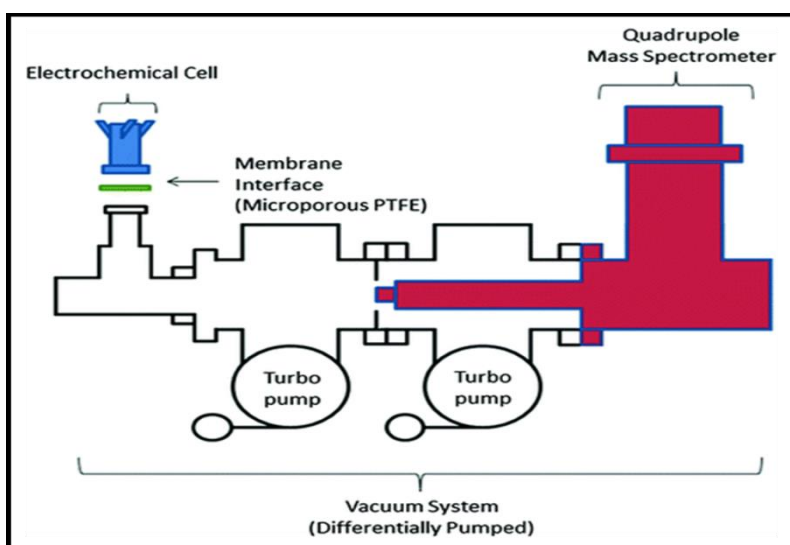 Quadrupole
Mass Spectrometer
Electrochemical Cell
Membrane
Interface
(Microporous PTFE)
Turbo
pump
Turbo
pump
Vacuum System
(Differentially Pumped)